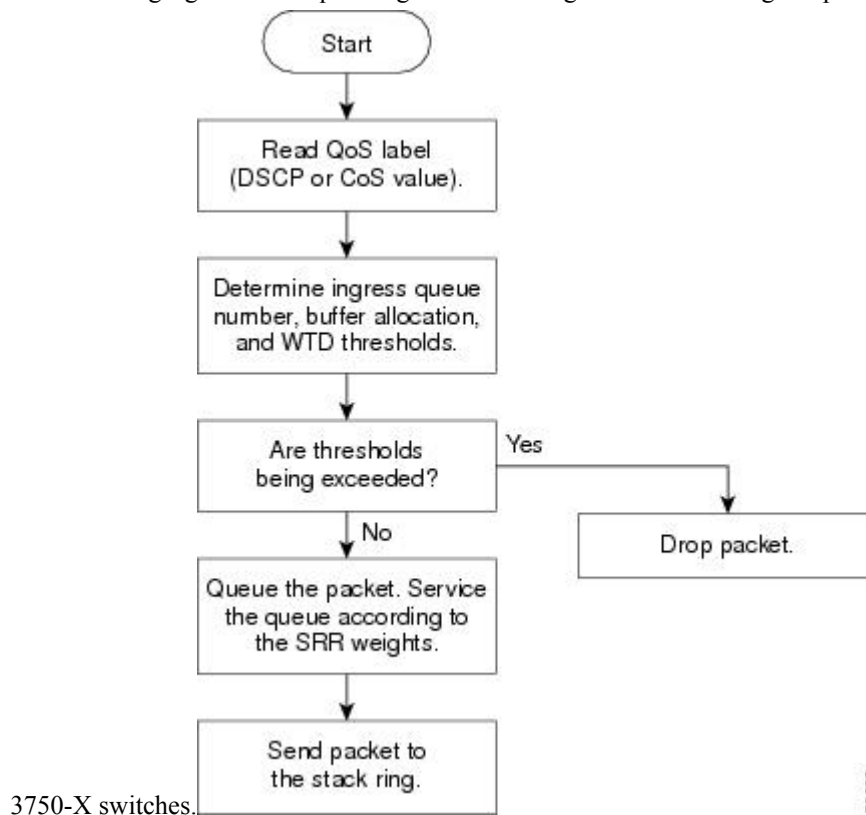 Start
Read QoS label
(DSCP or CoS value).
Determine ingress queue
number, buffer allocation,
and WTD thresholds.
Are thresholds
being exceeded?
Yes
No
Drop packet.
Queue the packet. Service
the queue according to
the SRR weights.
Send packet to
the stack ring.
3750-X switches.